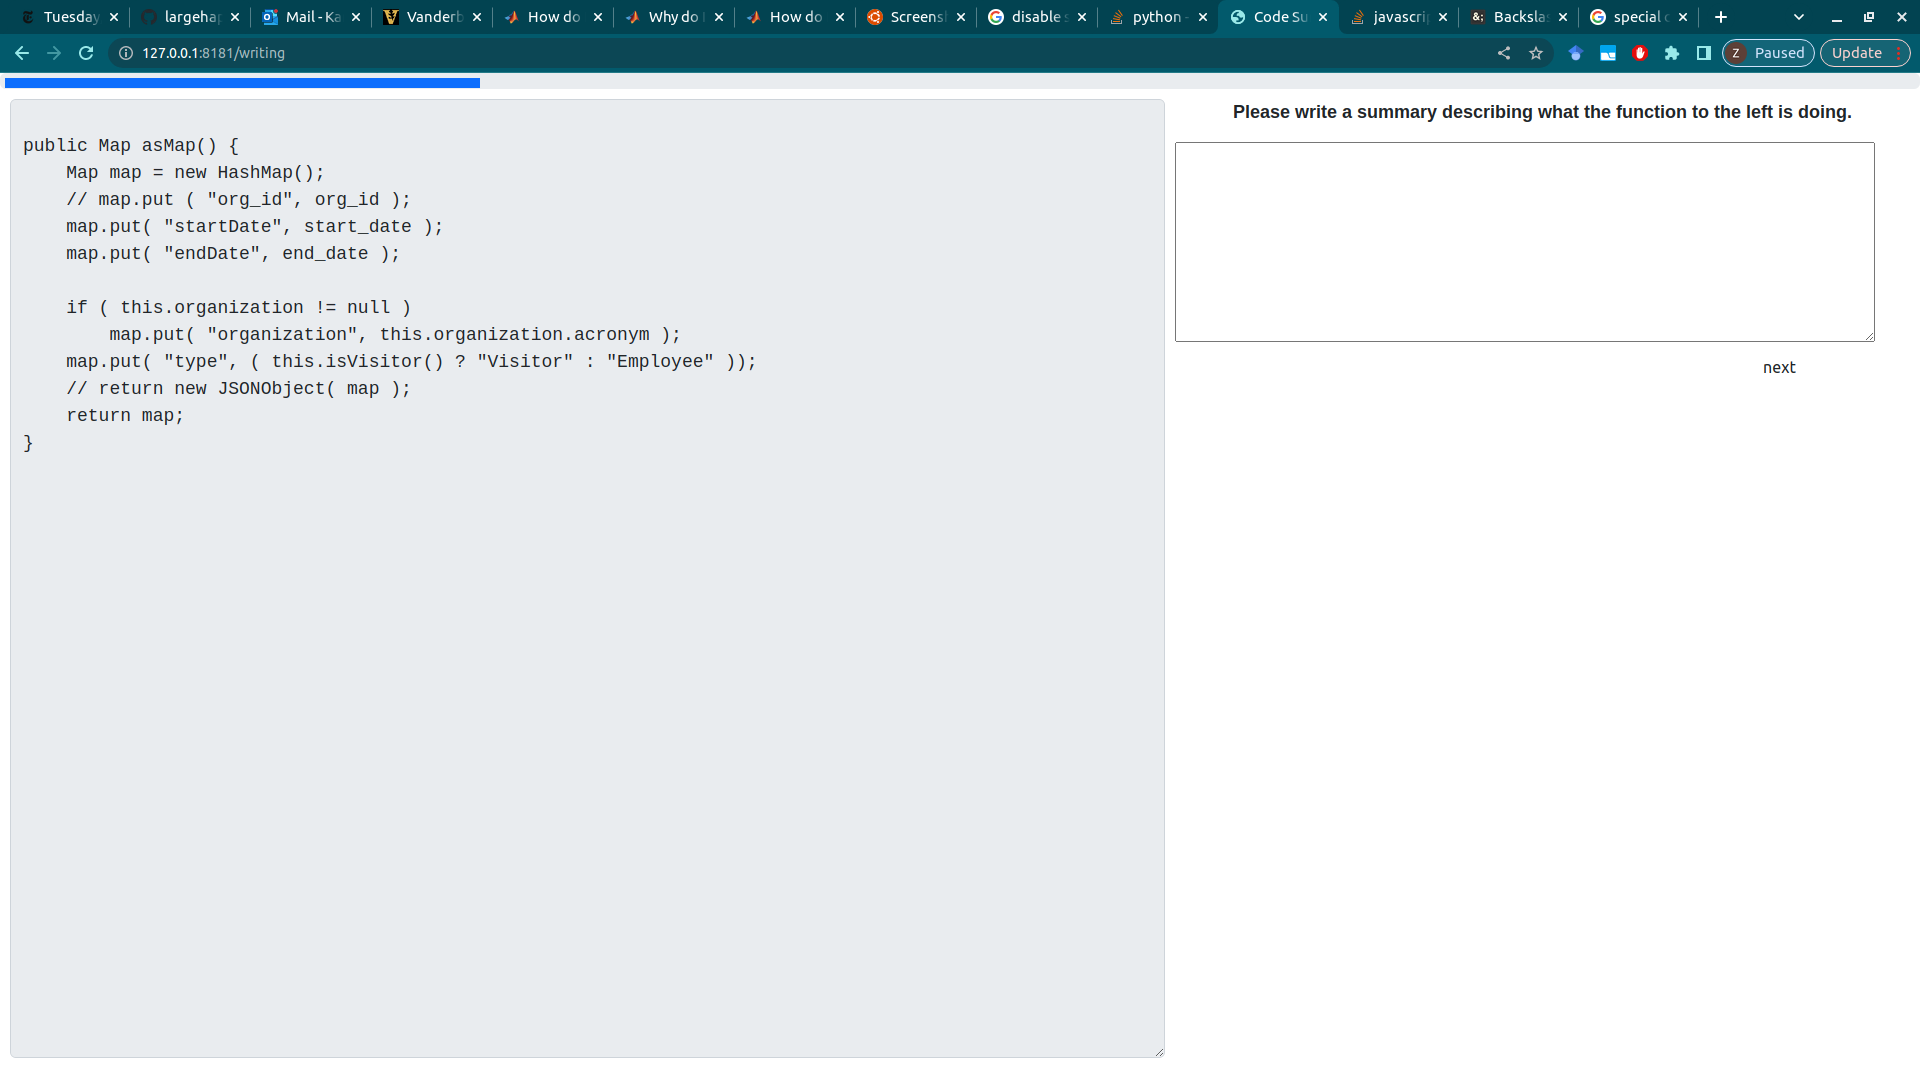 Tuesday
largehap
Mail - Ka
Vanderb
How do
Why do
How do
Screens
disable s
python -
Code Su
javascrip
Backsla
special c
127.0.0.1:8181/writing
Z Paused
Update
Please write a summary describing what the function to the left is doing.
public Map asMap() {
    Map map = new HashMap();
    // map.put ( "org_id", org_id );
    map.put( "startDate", start_date );
    map.put( "endDate", end_date );
    if ( this.organization != null )
        map.put( "organization", this.organization.acronym );
    map.put( "type", ( this.isVisitor() ? "Visitor" : "Employee" ));
    // return new JSONObject( map );
    return map;
}
next